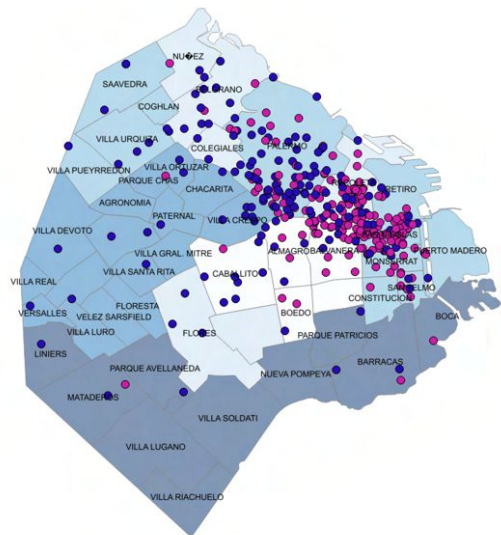 NU�EZ
SAAVEDRA
BELGRANO
COGHLAN
VILLA URQUIZA
COLEGIALES
PALERMO
VILLA ORTUZAR
VILLA PUEYRREDON
PARQUE CHAS
CHACARITA
RETIRO
AGRONOMIA
PATERNAL
VILLA CRESPO
VILLA DEVOTO
VILLA GRAL. MITRE
ALMAGRO
BALVANERA
PUERTO MADERO
MONSERRAT
VILLA SANTA RITA
CABALLITO
VILLA REAL
SAN TELMO
CONSTITUCION
VERSALLES
VELEZ SARSFIELD
FLORESTA
BOEDO
BOCA
VILLA LURO
FLORES
PARQUE PATRICIOS
LINIERS
BARRACAS
PARQUE AVELLANEDA
NUEVA POMPEYA
MATADEROS
VILLA SOLDATI
VILLA LUGANO
VILLA RIACHUELO